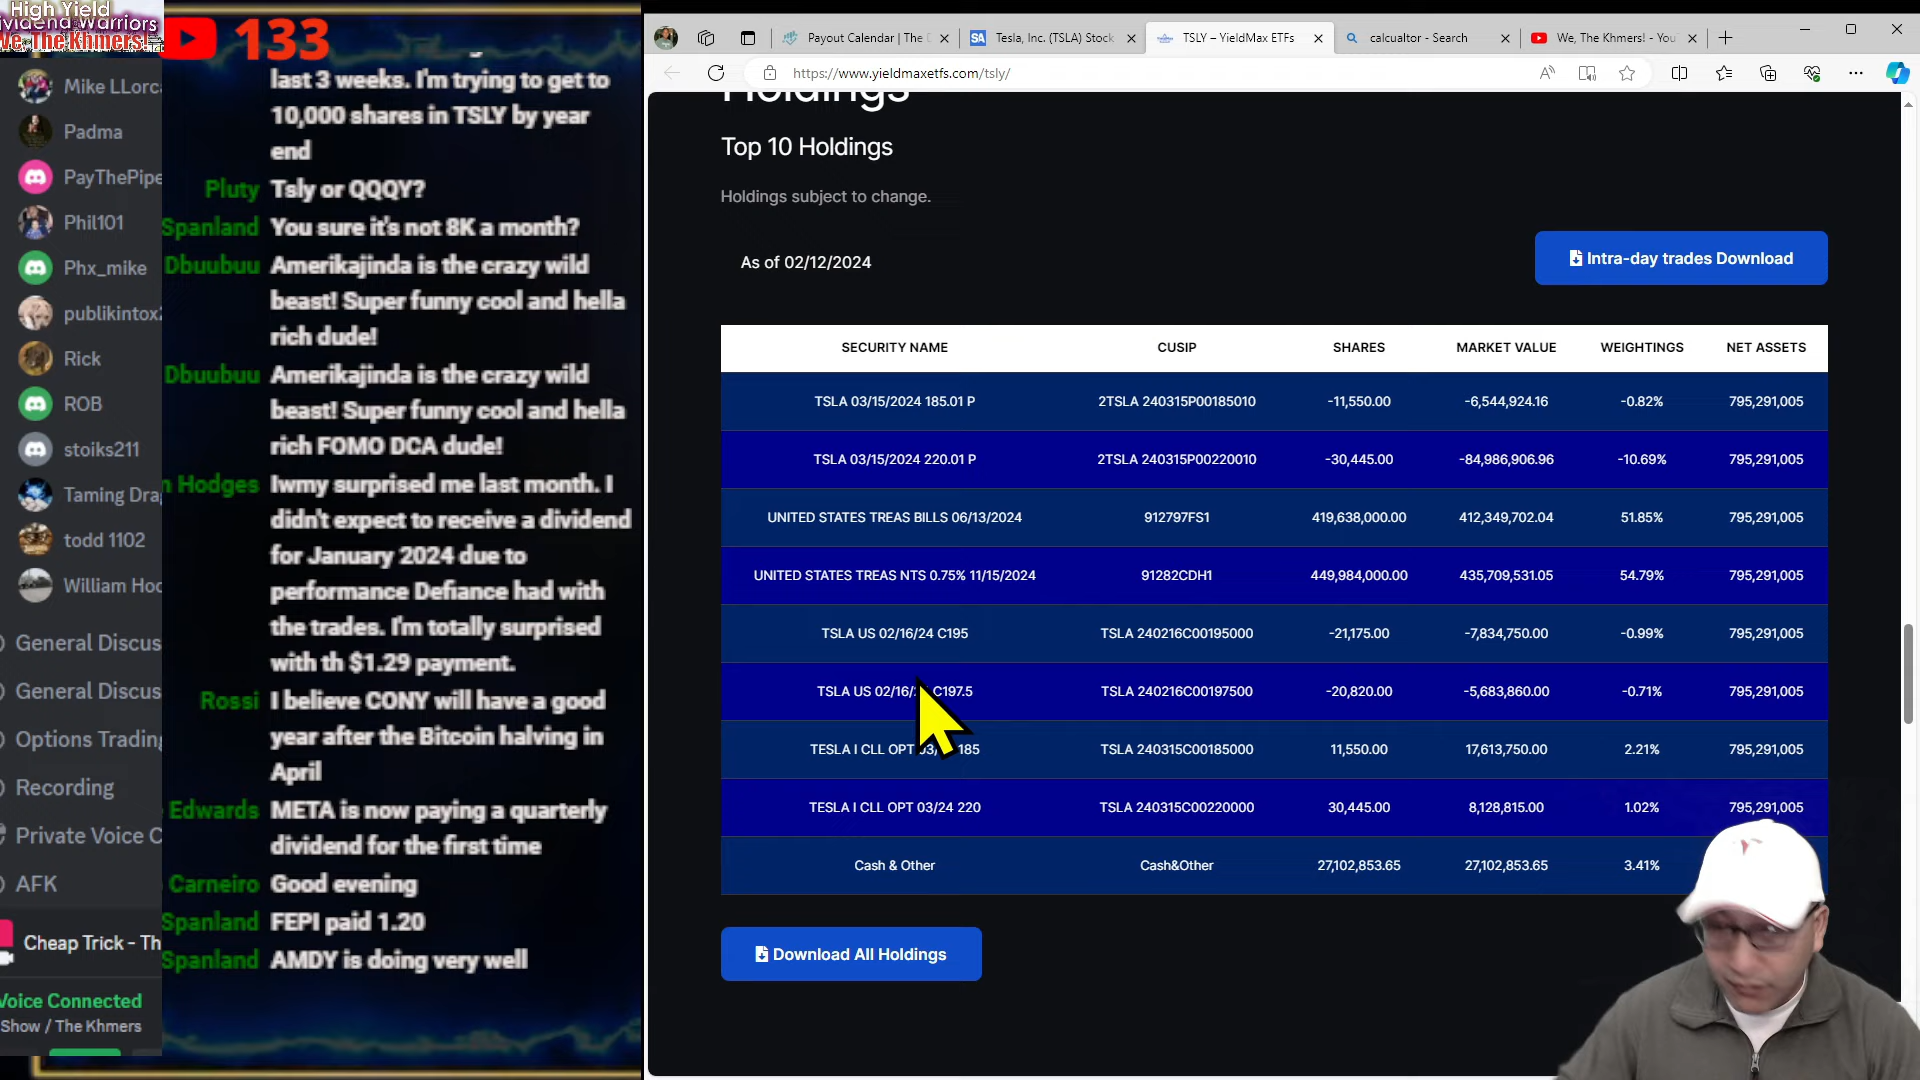 High Yield
Dividend Warriors
We, The Khmers!
133
Mike LLorca
Padma
PayThePipe
Phil101
Phx_mike
publikintox
Rick
ROB
stoiks211
Taming Dra
todd 1102
William Hoo
General Discus
General Discus
Options Trading
Recording
Private Voice C
AFK
Cheap Trick - Th
Voice Connected
Show / The Khmers
last 3 weeks. I'm trying to get to
10,000 shares in TSLY by year
end
Pluty Tsly or QQQY?
Spanland You sure it's not 8K a month?
Dbuubuu Amerikajinda is the crazy wild
beast! Super funny cool and hella
rich dude!
Dbuubuu Amerikajinda is the crazy wild
beast! Super funny cool and hella
rich FOMO DCA dude!
n Hodges Iwmy surprised me last month. I
didn't expect to receive a dividend
for January 2024 due to
performance Defiance had with
the trades. I'm totally surprised
with th $1.29 payment.
Rossi I believe CONY will have a good
year after the Bitcoin halving in
April
Edwards META is now paying a quarterly
dividend for the first time
Carneiro Good evening
Spanland FEPI paid 1.20
Spanland AMDY is doing very well
Payout Calendar | The D
SA Tesla, Inc. (TSLA) Stock
TSLY – YieldMax ETFs
calcualtor - Search
We, The Khmers! - You
https://www.yieldmaxetfs.com/tsly/
Holdings
Top 10 Holdings
Holdings subject to change.
As of 02/12/2024
Intra-day trades Download
SECURITY NAME CUSIP SHARES MARKET VALUE WEIGHTINGS NET ASSETS
TSLA 03/15/2024 185.01 P 2TSLA 240315P00185010 -11,550.00 -6,544,924.16 -0.82% 795,291,005
TSLA 03/15/2024 220.01 P 2TSLA 240315P00220010 -30,445.00 -84,986,906.96 -10.69% 795,291,005
UNITED STATES TREAS BILLS 06/13/2024 912797FS1 419,638,000.00 412,349,702.04 51.85% 795,291,005
UNITED STATES TREAS NTS 0.75% 11/15/2024 91282CDH1 449,984,000.00 435,709,531.05 54.79% 795,291,005
TSLA US 02/16/24 C195 TSLA 240216C00195000 -21,175.00 -7,834,750.00 -0.99% 795,291,005
TSLA US 02/16/ C197.5 TSLA 240216C00197500 -20,820.00 -5,683,860.00 -0.71% 795,291,005
TESLA I CLL OPT 185 TSLA 240315C00185000 11,550.00 17,613,750.00 2.21% 795,291,005
TESLA I CLL OPT 03/24 220 TSLA 240315C00220000 30,445.00 8,128,815.00 1.02% 795,291,005
Cash & Other Cash&Other 27,102,853.65 27,102,853.65 3.41%
Download All Holdings